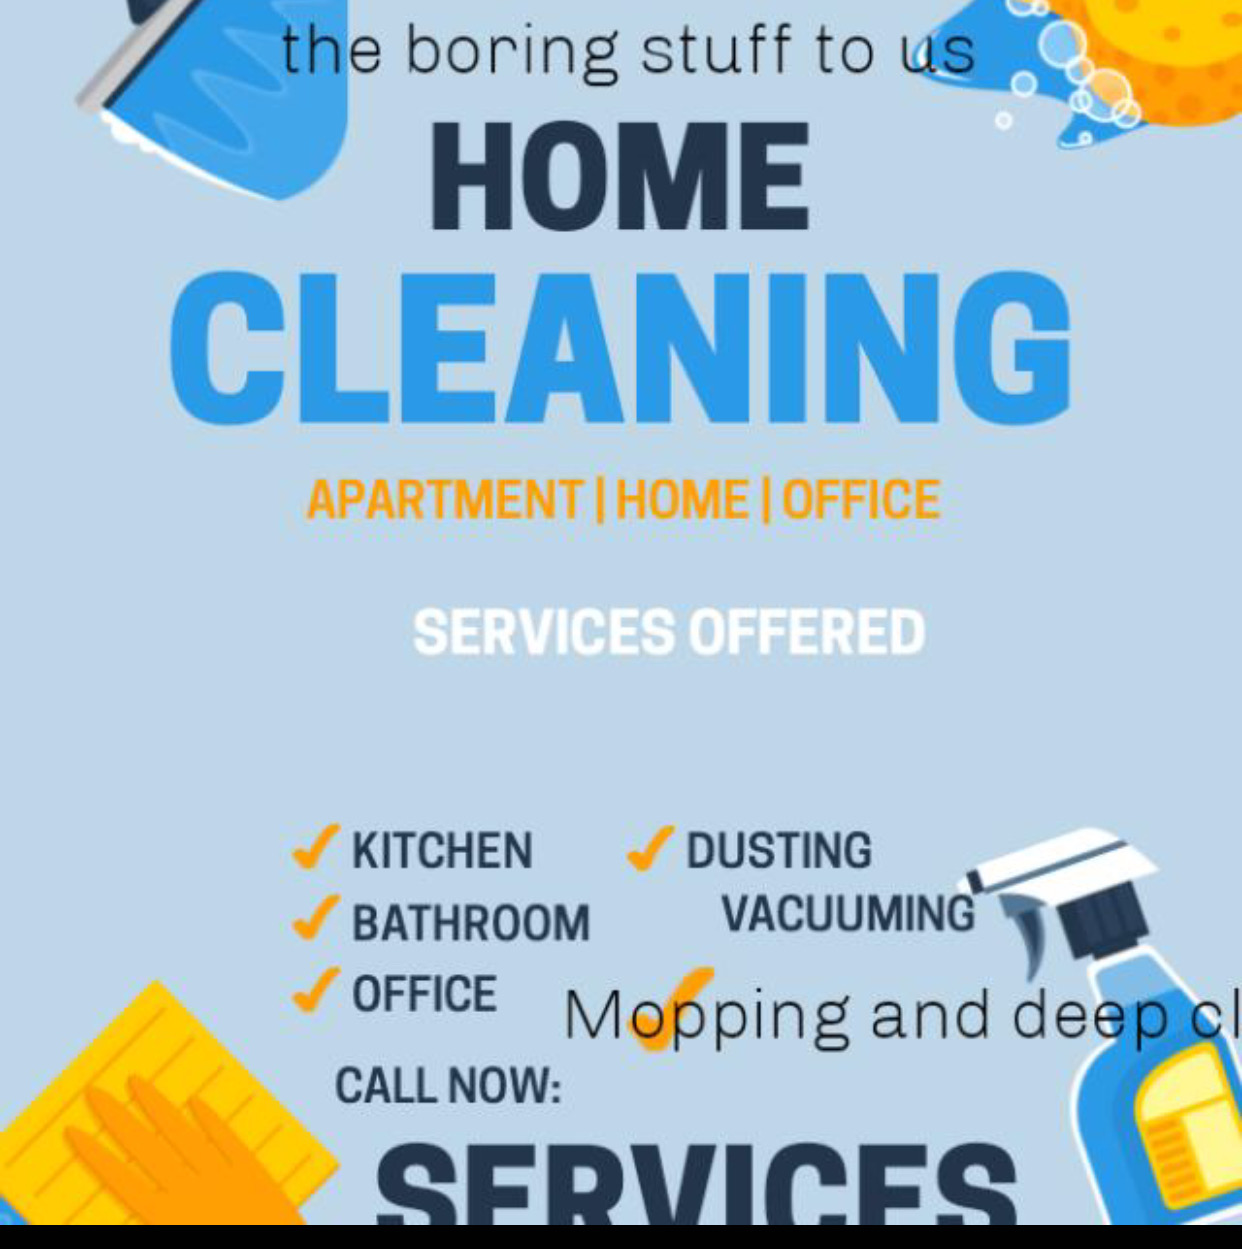 the boring stuff to us
HOME
CLEANING
APARTMENT | HOME | OFFICE
SERVICES OFFERED
KITCHEN
DUSTING
BATHROOM
VACUUMING
OFFICE
Mopping and deep cl
CALL NOW:
SERVICES